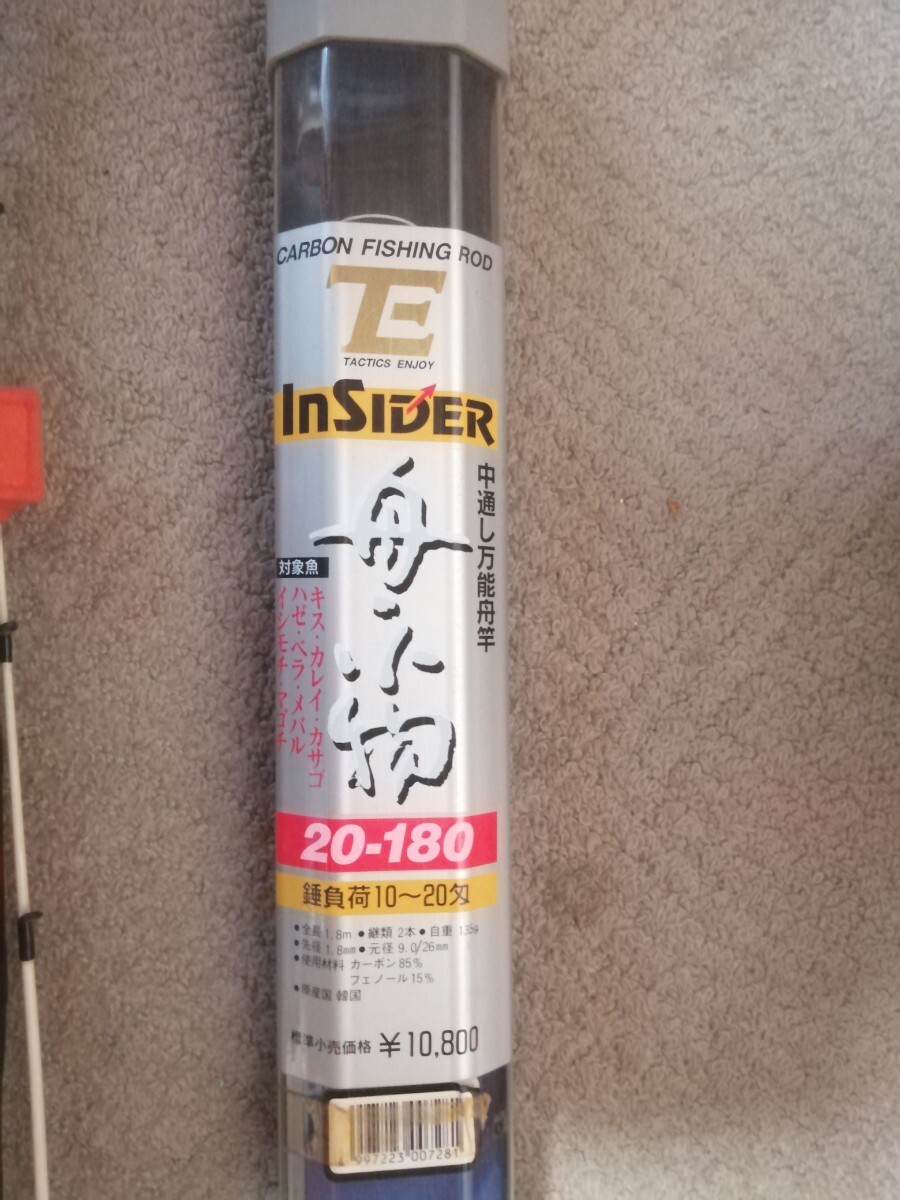 CARBON FISHING ROD
TE
TACTICS ENJOY
InSIDER
中通し万能舟竿
舟小物
対象魚
キス・カレイ・カサゴ
ハゼ・ベラ・メバル
イシモチ・マゴチ
20-180
錘負荷10～20匁
●全長1.8m ●継類 2本 ●自重 135g
●先径 1.8mm ●元径 9.0/26mm
●使用材料 カーボン85%
フェノール15%
●原産国 韓国
標準小売価格 ¥10,800
997223 007281